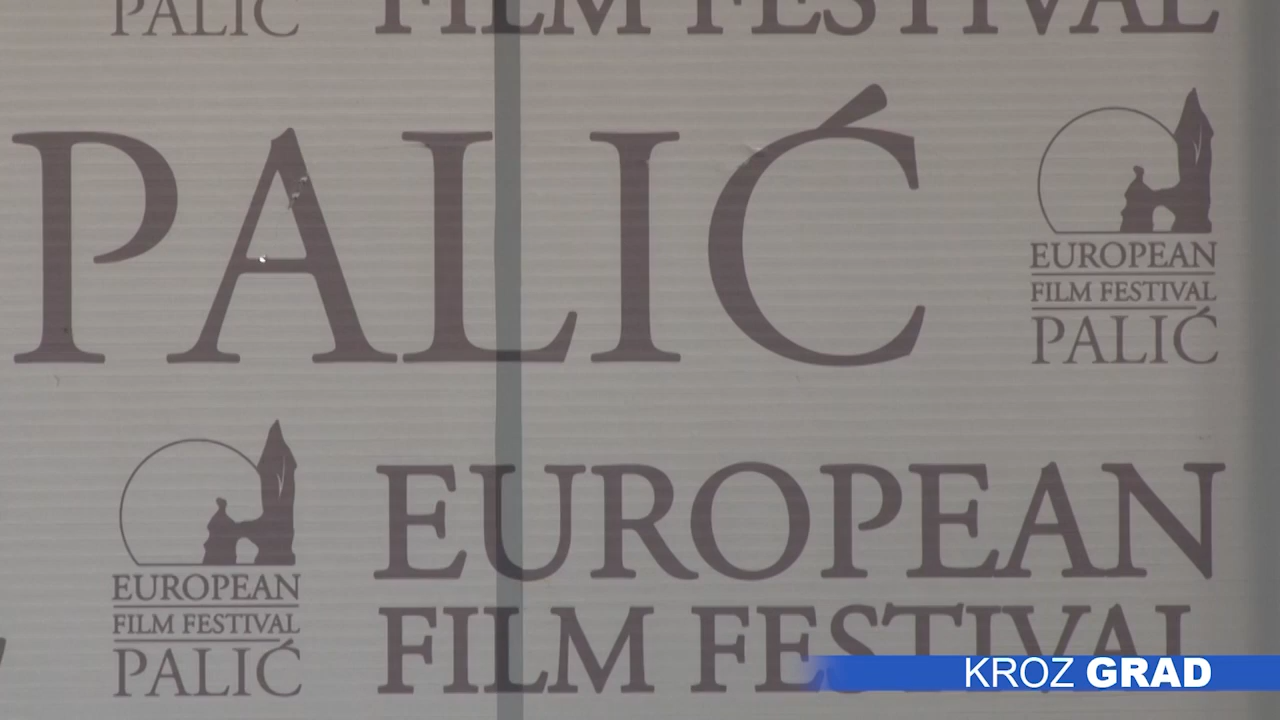 PALIĆ
FILM FESTIVAL
PALIĆ
EUROPEAN
FILM FESTIVAL
PALIĆ
EUROPEAN
FILM FESTIVAL
PALIĆ
EUROPEAN
FILM FESTIVAL
KROZ GRAD